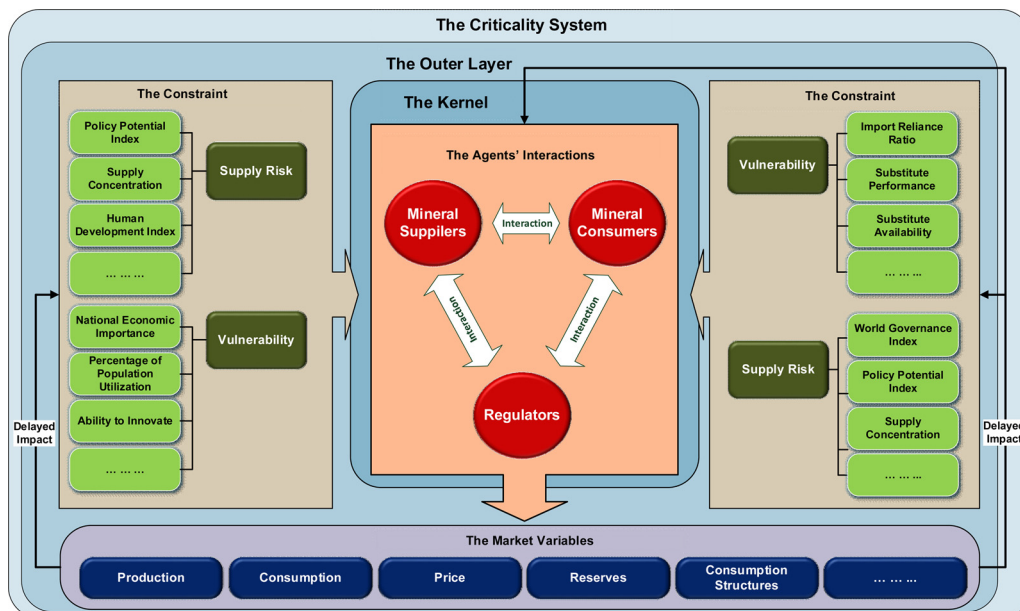 The Criticality System
The Outer Layer
The Kernel
The Constraint
Policy Potential
Index
Supply
Concentration
Human
Development Index
… … …
Supply Risk
National Economic
Importance
Percentage of
Population
Utilization
Ability to Innovate
… … …
Vulnerability
Delayed
Impact
The Agents' Interactions
Mineral
Suppilers
Interaction
Mineral
Consumers
Interaction
Interaction
Regulators
The Constraint
Vulnerability
Import Reliance
Ratio
Substitute
Performance
Substitute
Availability
… … ...
Supply Risk
World Governance
Index
Policy Potential
Index
Supply
Concentration
… … ...
Delayed
Impact
The Market Variables
Production
Consumption
Price
Reserves
Consumption
Structures
… … ...